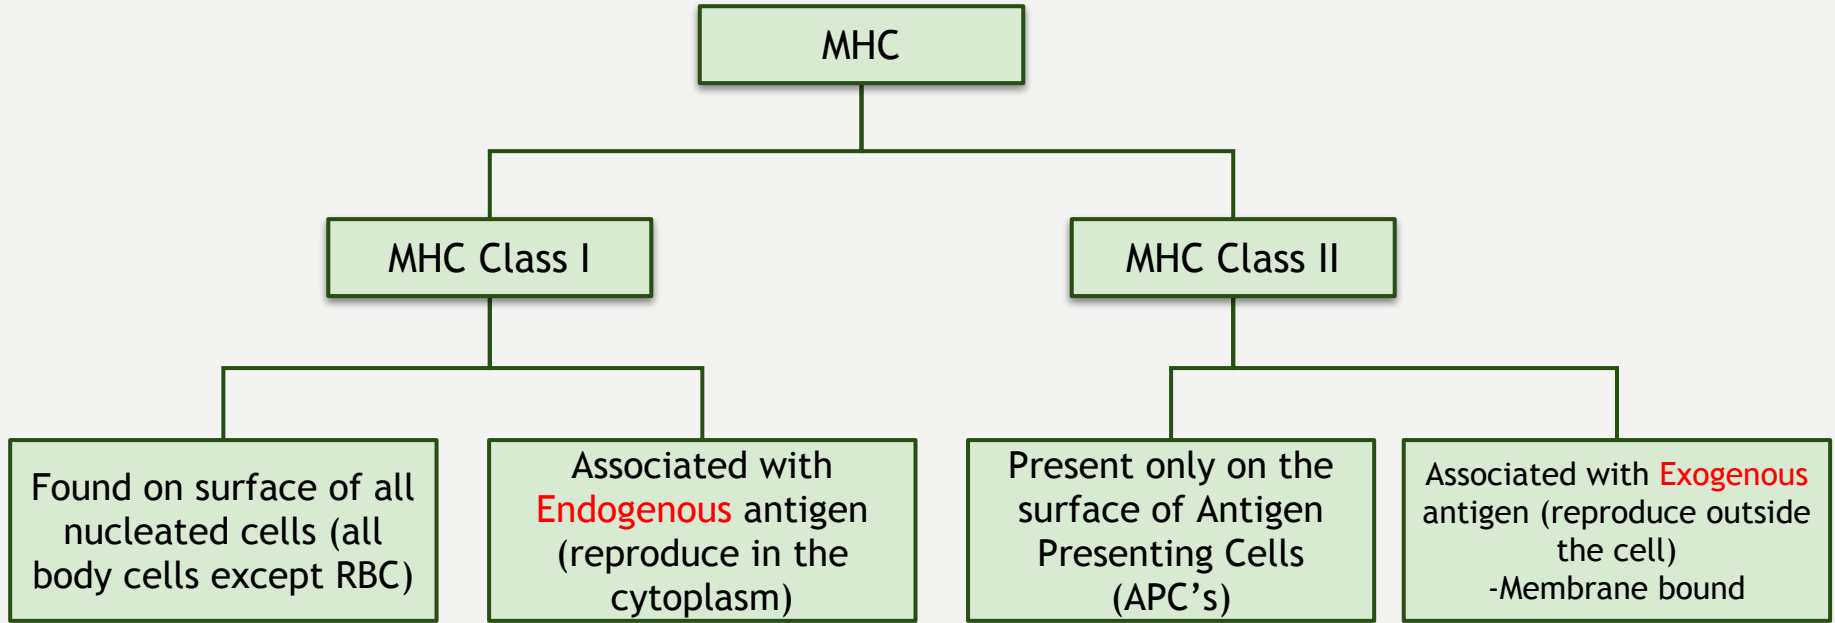 MHC
MHC Class I
MHC Class II
Found on surface of all
nucleated cells (all
body cells except RBC)
Associated with
Endogenous antigen
(reproduce in the
cytoplasm)
Present only on the
surface of Antigen
Presenting Cells
(APC’s)
Associated with Exogenous
antigen (reproduce outside
the cell)
-Membrane bound